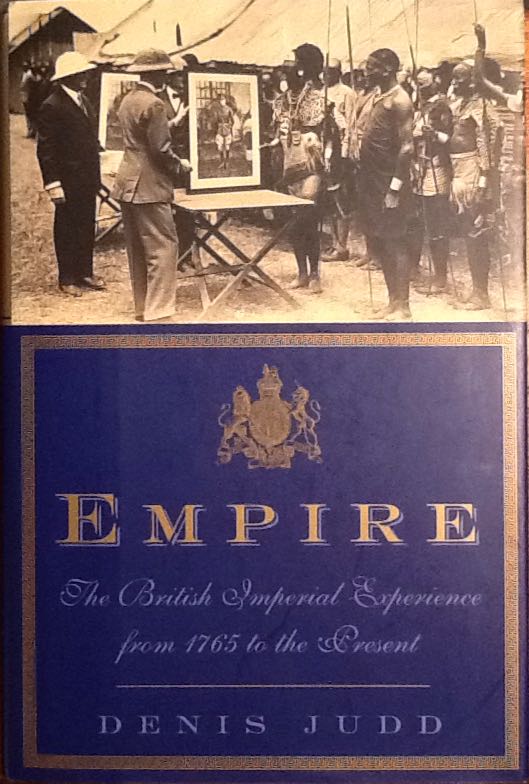 EMPIRE
The British Imperial Experience
from 1765 to the Present
DENIS JUDD